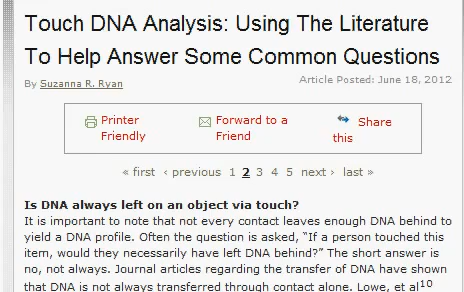 Touch DNA Analysis: Using The Literature
To Help Answer Some Common Questions
By Suzanna R. Ryan
Article Posted: June 18, 2012
Printer
Friendly
Forward to a
Friend
Share
this
« first ‹ previous 1 2 3 4 5 next › last »
Is DNA always left on an object via touch?
It is important to note that not every contact leaves enough DNA behind to
yield a DNA profile. Often the question is asked, “If a person touched this
item, would they necessarily have left DNA behind?” The short answer is
no, not always. Journal articles regarding the transfer of DNA have shown
that DNA is not always transferred through contact alone. Lowe, et al10